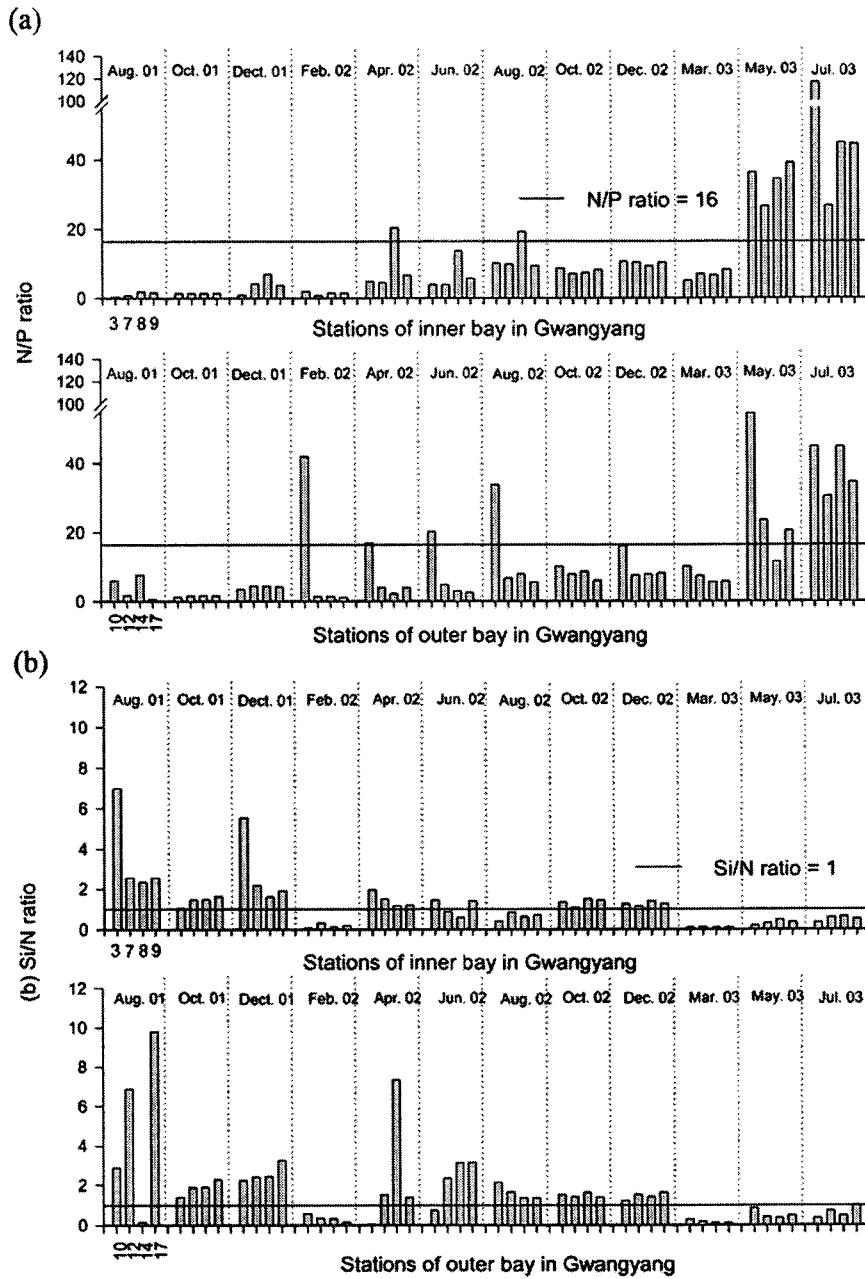 (a)
140
120
100
40
20
0
Aug. 01 Oct. 01 Dect. 01 Feb. 02 Apr. 02 Jun. 02 Aug. 02 Oct. 02 Dec. 02 Mar. 03 May. 03 Jul. 03
N/P ratio = 16
3 7 8 9
Stations of inner bay in Gwangyang
N/P ratio
140
120
100
40
20
0
Aug. 01 Oct. 01 Dect. 01 Feb. 02 Apr. 02 Jun. 02 Aug. 02 Oct. 02 Dec. 02 Mar. 03 May. 03 Jul. 03
10 12 14 17
Stations of outer bay in Gwangyang
(b)
12
10
8
6
4
2
0
Aug. 01 Oct. 01 Dect. 01 Feb. 02 Apr. 02 Jun. 02 Aug. 02 Oct. 02 Dec. 02 Mar. 03 May. 03 Jul. 03
Si/N ratio = 1
3 7 8 9
Stations of inner bay in Gwangyang
(b) Si/N ratio
12
10
8
6
4
2
0
Aug. 01 Oct. 01 Dect. 01 Feb. 02 Apr. 02 Jun. 02 Aug. 02 Oct. 02 Dec. 02 Mar. 03 May. 03 Jul. 03
10 12 14 17
Stations of outer bay in Gwangyang